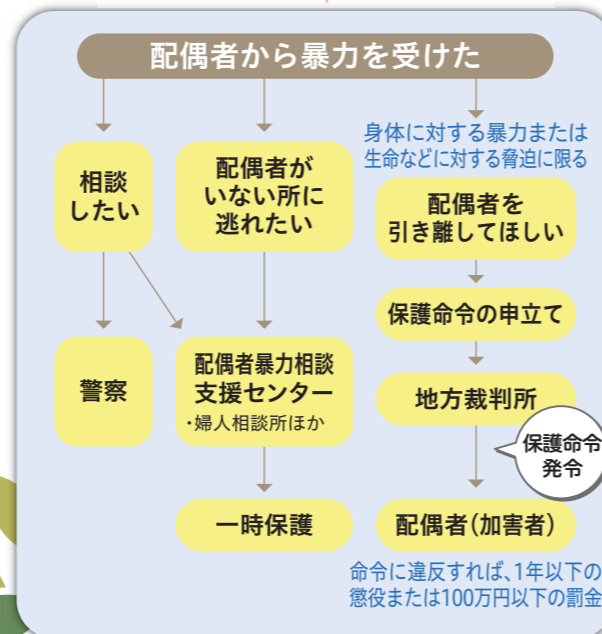 配偶者から暴力を受けた
相談
したい
配偶者が
いない所に
逃れたい
身体に対する暴力または
生命などに対する脅迫に限る
配偶者を
引き離してほしい
保護命令の申立て
警察
配偶者暴力相談
支援センター
・婦人相談所ほか
地方裁判所
保護命令
発令
一時保護
配偶者(加害者)
命令に違反すれば、1年以下の
懲役または100万円以下の罰金